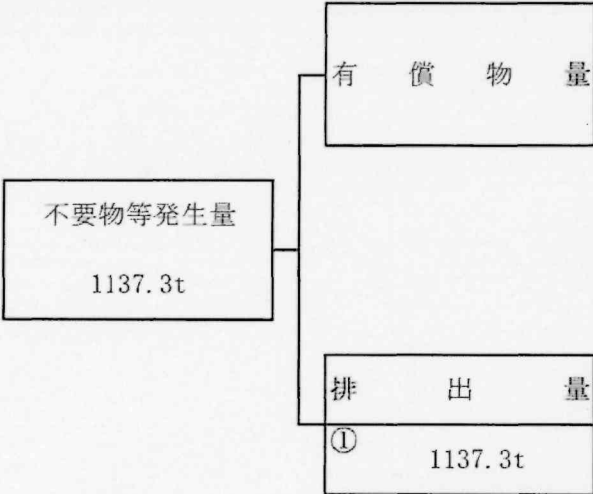 有償物量
不要物等発生量
1137.3t
排出量
①
1137.3t